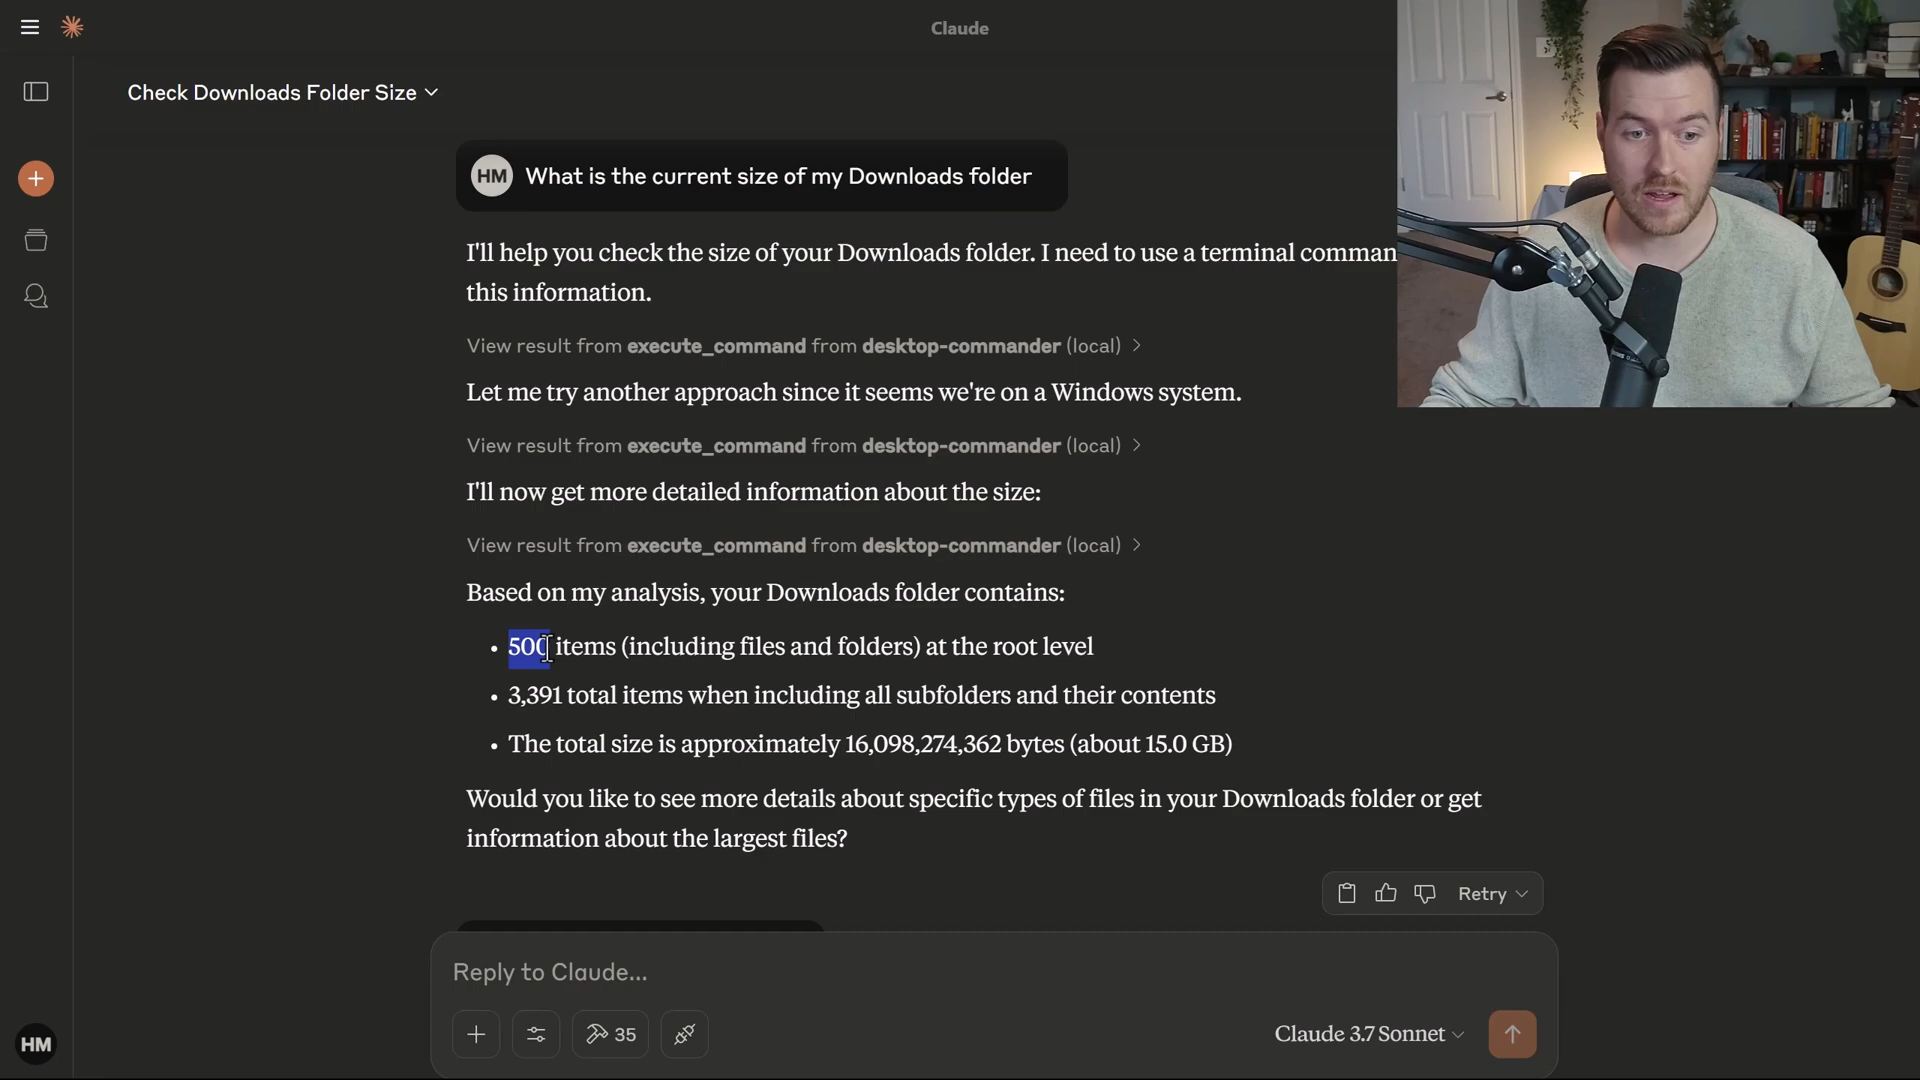 Claude
Check Downloads Folder Size
HM What is the current size of my Downloads folder
I'll help you check the size of your Downloads folder. I need to use a terminal comman
this information.
View result from execute_command from desktop-commander (local)
Let me try another approach since it seems we're on a Windows system.
View result from execute_command from desktop-commander (local)
I'll now get more detailed information about the size:
View result from execute_command from desktop-commander (local)
Based on my analysis, your Downloads folder contains:
• 500 items (including files and folders) at the root level
• 3,391 total items when including all subfolders and their contents
• The total size is approximately 16,098,274,362 bytes (about 15.0 GB)
Would you like to see more details about specific types of files in your Downloads folder or get
information about the largest files?
Retry
Reply to Claude...
35
Claude 3.7 Sonnet
HM